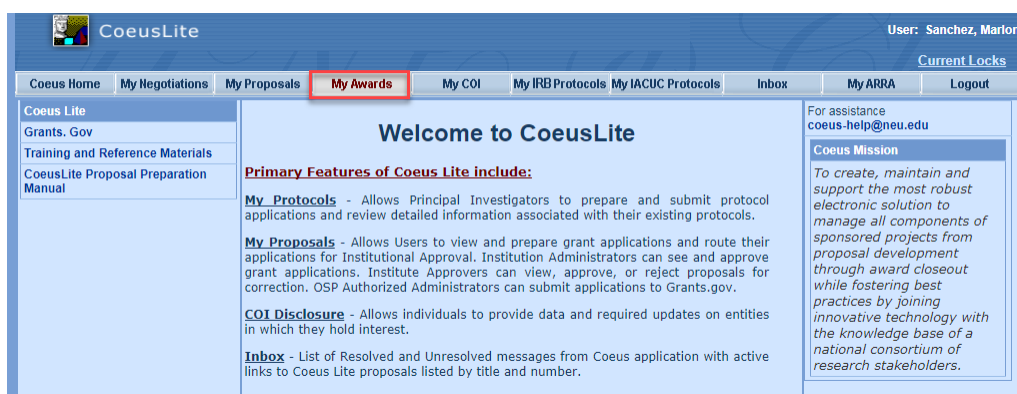 CoeusLite
User: Sanchez, Marlon
Current Locks
Coeus Home My Negotiations My Proposals My Awards My COI My IRB Protocols My IACUC Protocols Inbox My ARRA Logout
Coeus Lite
Grants. Gov
Training and Reference Materials
CoeusLite Proposal Preparation
Manual
Welcome to CoeusLite
Primary Features of Coeus Lite include:
My Protocols - Allows Principal Investigators to prepare and submit protocol
applications and review detailed information associated with their existing protocols.
My Proposals - Allows Users to view and prepare grant applications and route their
applications for Institutional Approval. Institution Administrators can see and approve
grant applications. Institute Approvers can view, approve, or reject proposals for
correction. OSP Authorized Administrators can submit applications to Grants.gov.
COI Disclosure - Allows individuals to provide data and required updates on entities
in which they hold interest.
Inbox - List of Resolved and Unresolved messages from Coeus application with active
links to Coeus Lite proposals listed by title and number.
For assistance
coeus-help@neu.edu
Coeus Mission
To create, maintain and
support the most robust
electronic solution to
manage all components of
sponsored projects from
proposal development
through award closeout
while fostering best
practices by joining
innovative technology with
the knowledge base of a
national consortium of
research stakeholders.